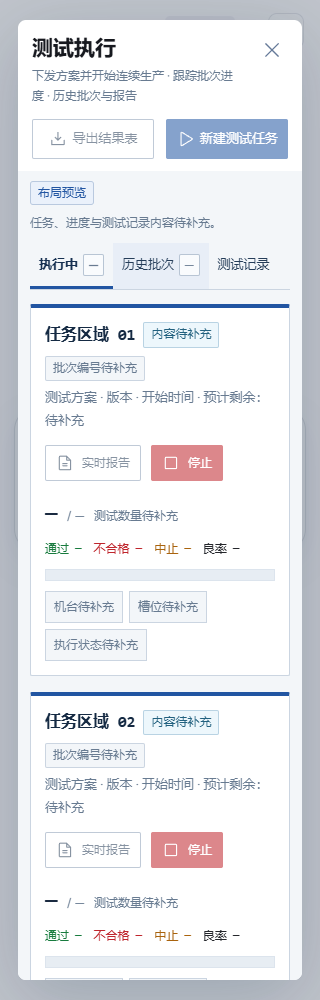 测试执行
下发方案并开始连续生产 · 跟踪批次进
度 · 历史批次与报告
导出结果表
新建测试任务
布局预览
任务、进度与测试记录内容待补充。
执行中 — 历史批次 — 测试记录
任务区域 01 内容待补充
批次编号待补充
测试方案 · 版本 · 开始时间 · 预计剩余:
待补充
实时报告 停止
— / — 测试数量待补充
通过 — 不合格 — 中止 — 良率 —
机台待补充 槽位待补充
执行状态待补充
任务区域 02 内容待补充
批次编号待补充
测试方案 · 版本 · 开始时间 · 预计剩余:
待补充
实时报告 停止
— / — 测试数量待补充
通过 — 不合格 — 中止 — 良率 —